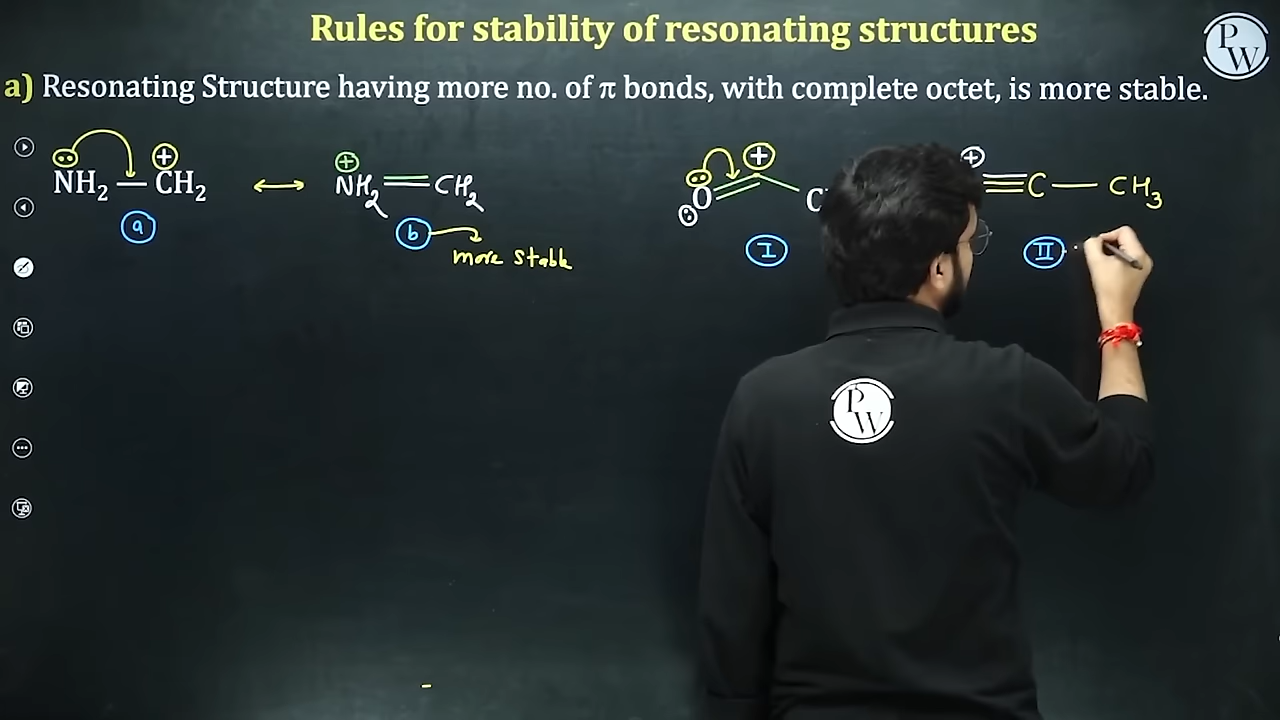 Rules for stability of resonating structures
P
W
a) Resonating Structure having more no. of π bonds, with complete octet, is more stable.
NH₂ — CH₂ ⊕ ↔ ⊕ NH₂ = CH₂
a
b
more stable
O ⊕ C
≡ C — CH₃ ⊕
I
II
P
W